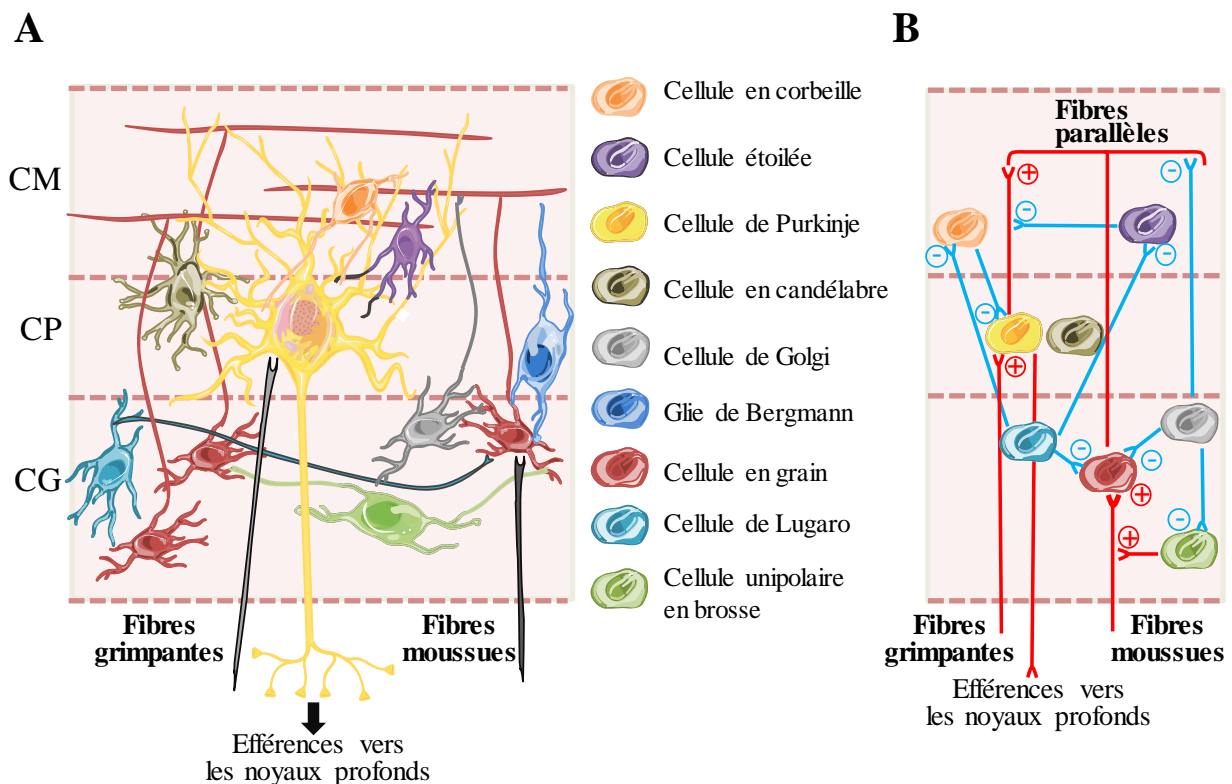 A
CM
CP
CG
Fibres
grimpantes
Fibres
moussues
Efférences vers
les noyaux profonds
Cellule en corbeille
Cellule étoilée
Cellule de Purkinje
Cellule en candélabre
Cellule de Golgi
Glie de Bergmann
Cellule en grain
Cellule de Lugaro
Cellule unipolaire
en brosse
B
Fibres
parallèles
+
-
-
-
-
-
+
-
-
+
-
+
Fibres
grimpantes
Fibres
moussues
Efférences vers
les noyaux profonds